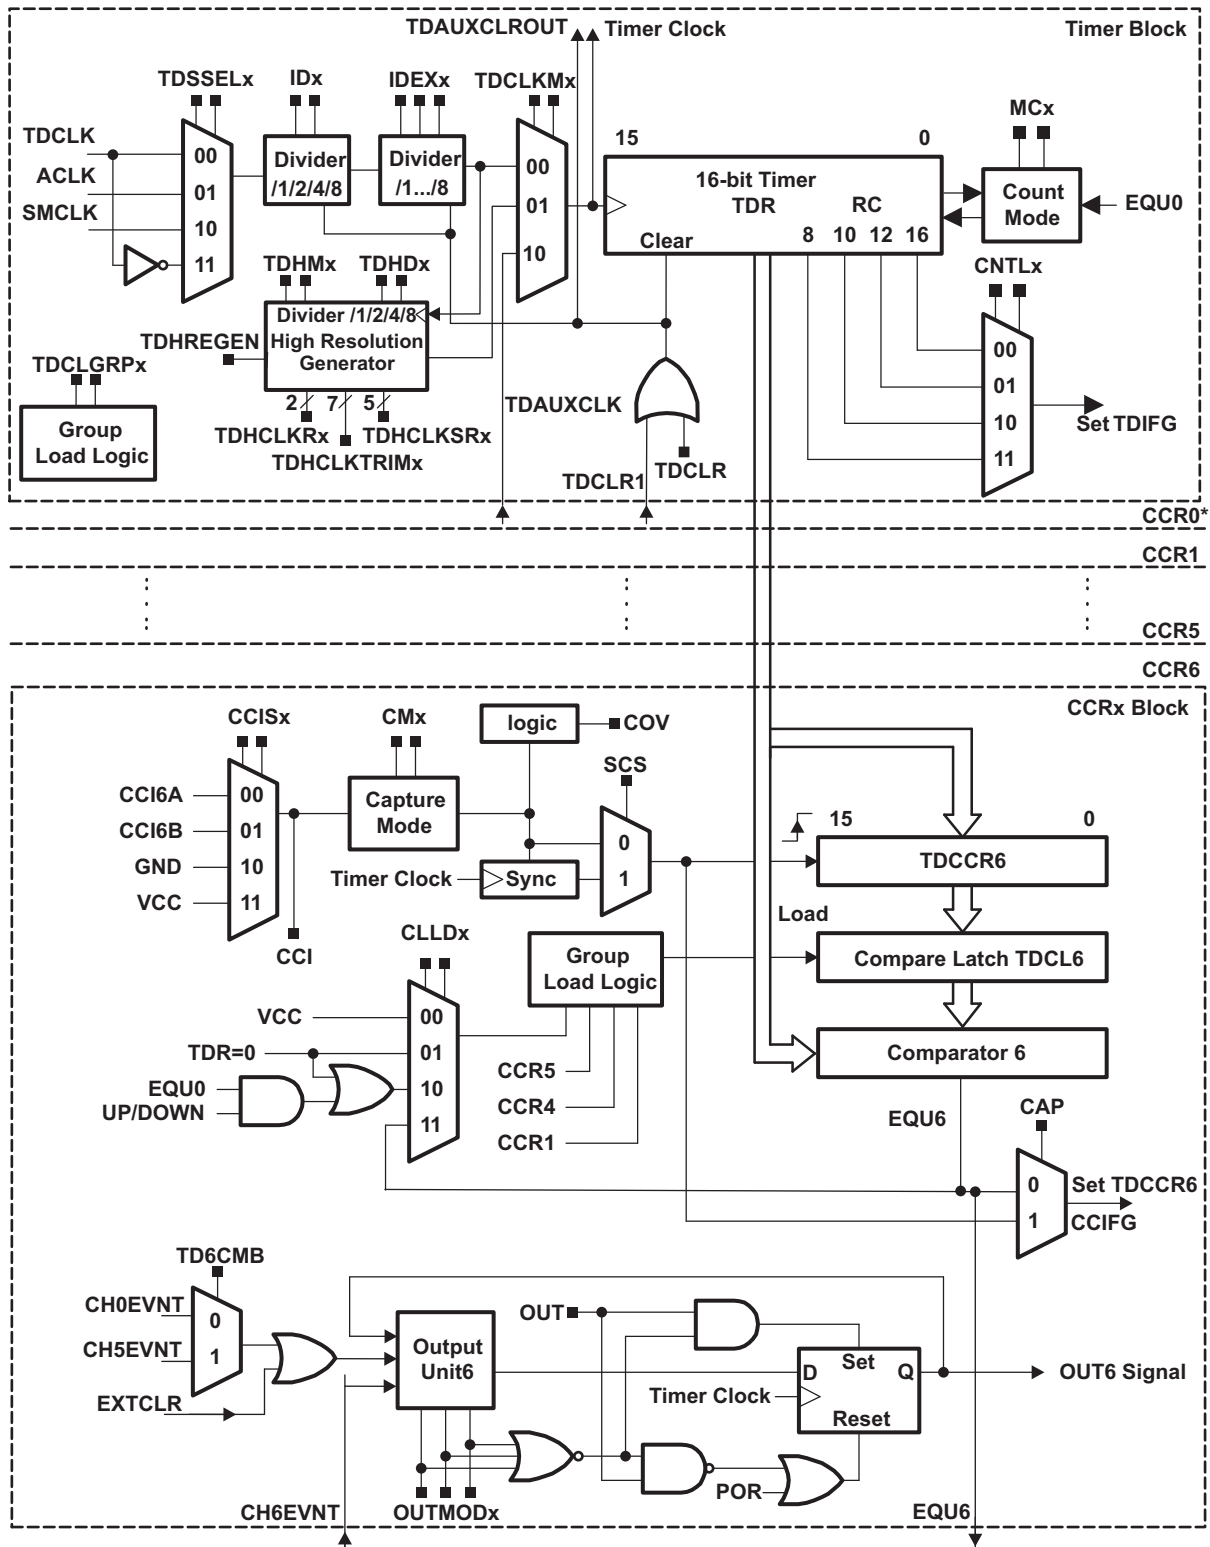 TDAUXCLROUT
Timer Clock
Timer Block
TDSSELx
IDx
IDEXx
TDCLKMx
MCx
TDCLK
ACLK
SMCLK
00
01
10
11
Divider
/1/2/4/8
Divider
/1.../8
00
01
10
15
0
16-bit Timer
TDR
RC
Clear
8
10
12
16
Count
Mode
EQU0
CNTLx
00
01
10
11
Set TDIFG
TDHMx
TDHDx
Divider /1/2/4/8
High Resolution
Generator
TDHREGEN
2
7
5
TDHCLKRx
TDHCLKSRx
TDHCLKTRIMx
TDCLGRPx
Group
Load Logic
TDAUXCLK
TDCLR1
TDCLR
CCR0*
CCR1
CCR5
CCR6
CCRx Block
CCISx
CMx
logic
COV
SCS
CCI6A
CCI6B
GND
VCC
00
01
10
11
CCI
Capture
Mode
Timer Clock
Sync
0
1
15
0
TDCCR6
Load
Compare Latch TDCL6
Comparator 6
EQU6
CLLDx
VCC
TDR=0
EQU0
UP/DOWN
00
01
10
11
Group
Load Logic
CCR5
CCR4
CCR1
CAP
0
1
Set TDCCR6
CCIFG
TD6CMB
CH0EVNT
CH5EVNT
EXTCLR
0
1
Output
Unit6
OUT
D
Set
Q
Timer Clock
Reset
OUT6 Signal
POR
CH6EVNT
OUTMODx
EQU6